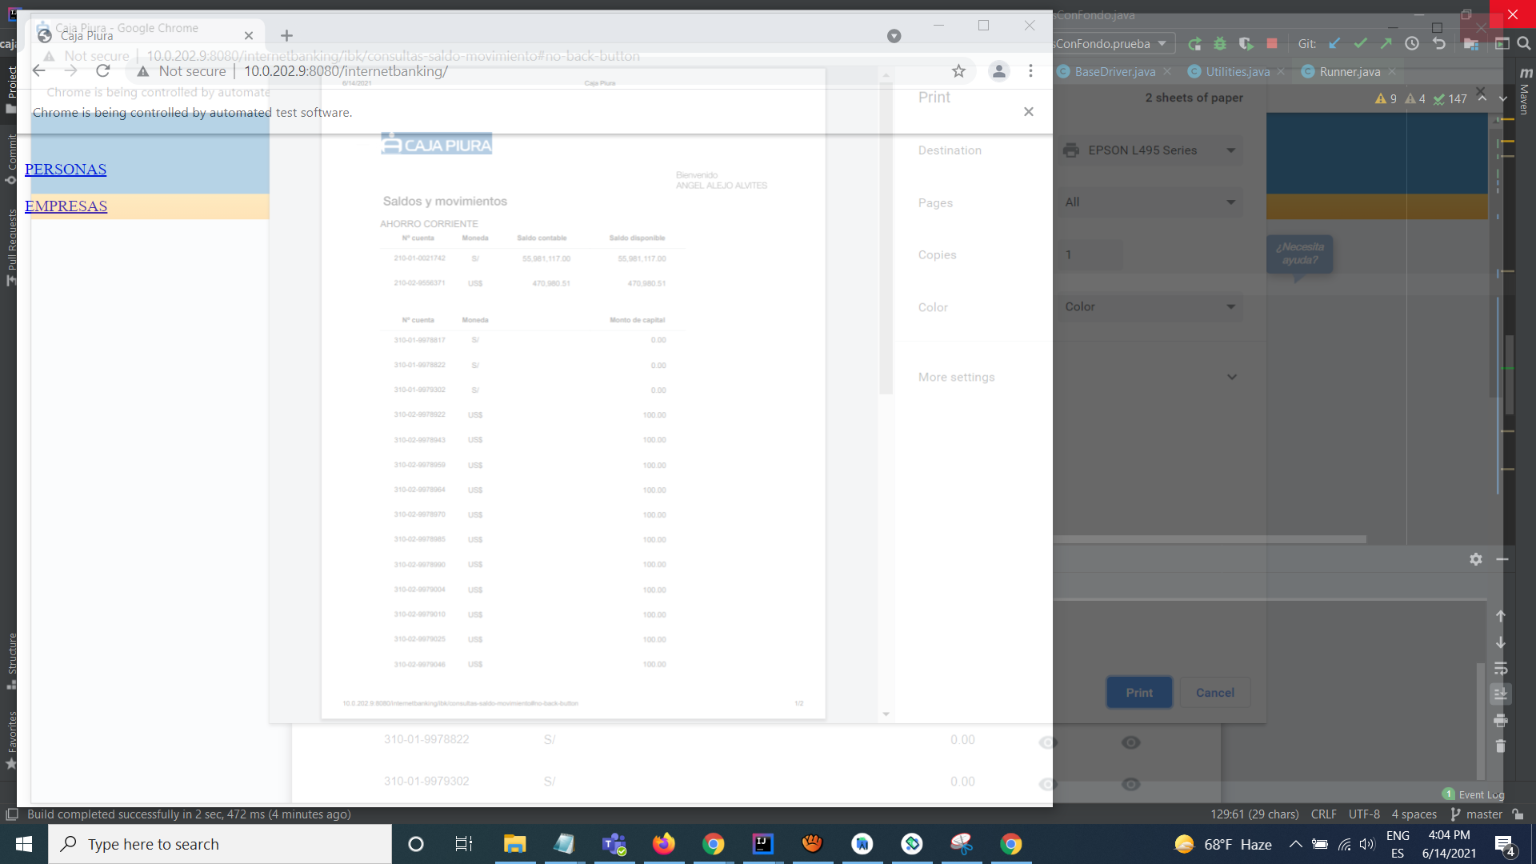 Caja Piura - Google Chrome
Caja Piura
Not secure | 10.0.202.9:8080/internetbanking/ibk/consultas-saldo-movimiento#no-back-button
Not secure | 10.0.202.9:8080/internetbanking/
Chrome is being controlled by automate
Chrome is being controlled by automated test software.
PERSONAS
EMPRESAS
6/14/2021
Caja Piura
CAJA PIURA
Bienvenido
ANGEL ALEJO ALVITES
Saldos y movimientos
AHORRO CORRIENTE
Nº cuenta Moneda Saldo contable Saldo disponible
210-01-0021742 S/ 55,981,117.00 55,981,117.00
210-02-9556371 US$ 470,980.51 470,980.51
Nº cuenta Moneda Monto de capital
310-01-9978817 S/ 0.00
310-01-9978822 S/ 0.00
310-01-9979302 S/ 0.00
310-02-9978922 US$ 100.00
310-02-9978943 US$ 100.00
310-02-9978959 US$ 100.00
310-02-9978964 US$ 100.00
310-02-9978970 US$ 100.00
310-02-9978985 US$ 100.00
310-02-9978990 US$ 100.00
310-02-9979004 US$ 100.00
310-02-9979010 US$ 100.00
310-02-9979025 US$ 100.00
310-02-9979046 US$ 100.00
10.0.202.9:8080/internetbanking/ibk/consultas-saldo-movimiento#no-back-button 1/2
310-01-9978822 S/ 0.00
310-01-9979302 S/ 0.00
Print
2 sheets of paper
Destination
EPSON L495 Series
Pages
All
Copies
1
Color
Color
More settings
Print
Cancel
sConFondo.java
sConFondo.prueba
Git:
BaseDriver.java
Utilities.java
Runner.java
9 4 147
¿Necesita
ayuda?
caj
Project
Commit
Pull Requests
Structure
Favorites
m
Maven
1 Event Log
Build completed successfully in 2 sec, 472 ms (4 minutes ago)
129:61 (29 chars) CRLF UTF-8 4 spaces master
Type here to search
68°F Haze
ENG
ES
4:04 PM
6/14/2021
4